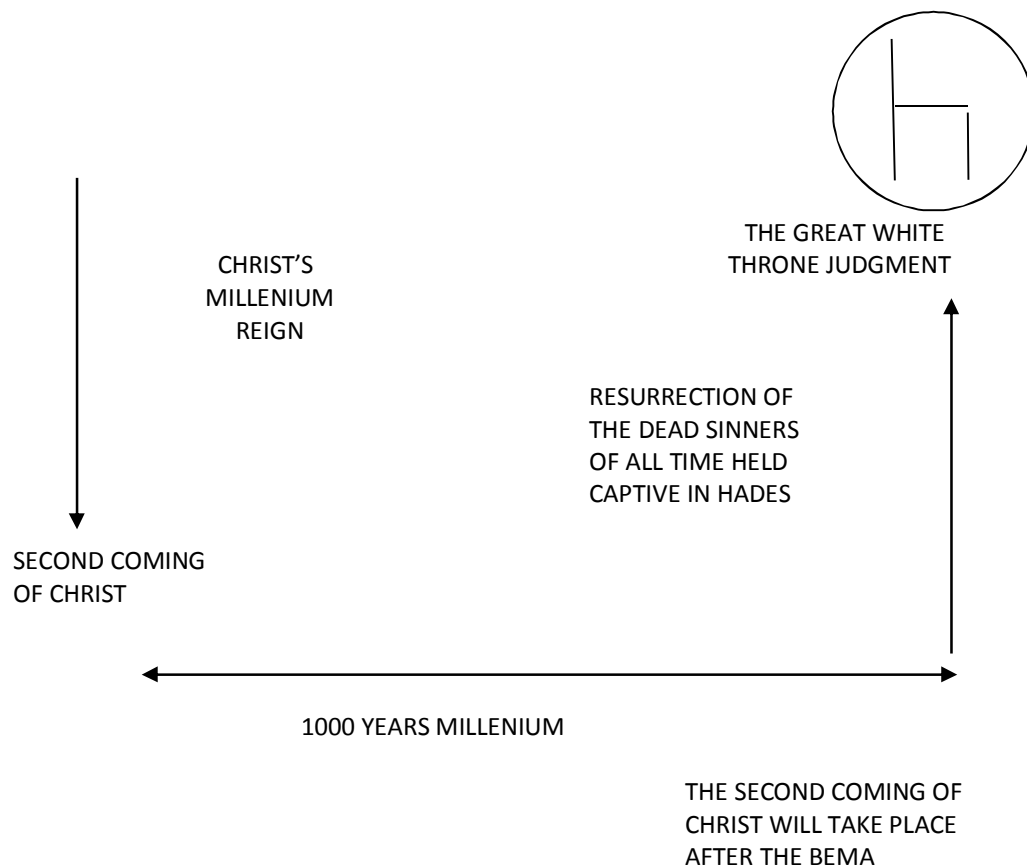 THE GREAT WHITE
THRONE JUDGMENT
CHRIST’S
MILLENIUM
REIGN
RESURRECTION OF
THE DEAD SINNERS
OF ALL TIME HELD
CAPTIVE IN HADES
SECOND COMING
OF CHRIST
1000 YEARS MILLENIUM
THE SECOND COMING OF
CHRIST WILL TAKE PLACE
AFTER THE BEMA